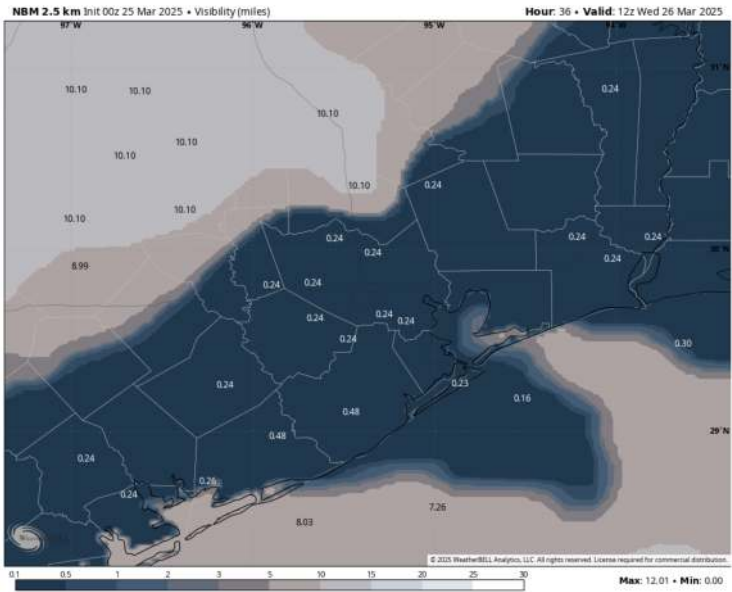 NBM 2.5 km Init 00z 25 Mar 2025 • Visibility (miles)
Hour: 36 • Valid: 12z Wed 26 Mar 2025
97°W 96°W 95°W
31°N
0.24
10.10 10.10
10.10
10.10
10.10
10.10 0.24
10.10
10.10
0.24 0.24 0.24
0.24 30°N
8.99 0.24
0.24 0.24
0.24 0.24 0.24
0.24 0.30
0.24 0.23
0.16
0.48
0.48 29°N
0.24
0.26
0.24
7.26
8.03
© 2025 WeatherBELL Analytics, LLC. All rights reserved. License required for commercial distribution.
0.1 0.5 1 2 3 5 10 15 20 25 30
Max: 12.01 • Min: 0.00